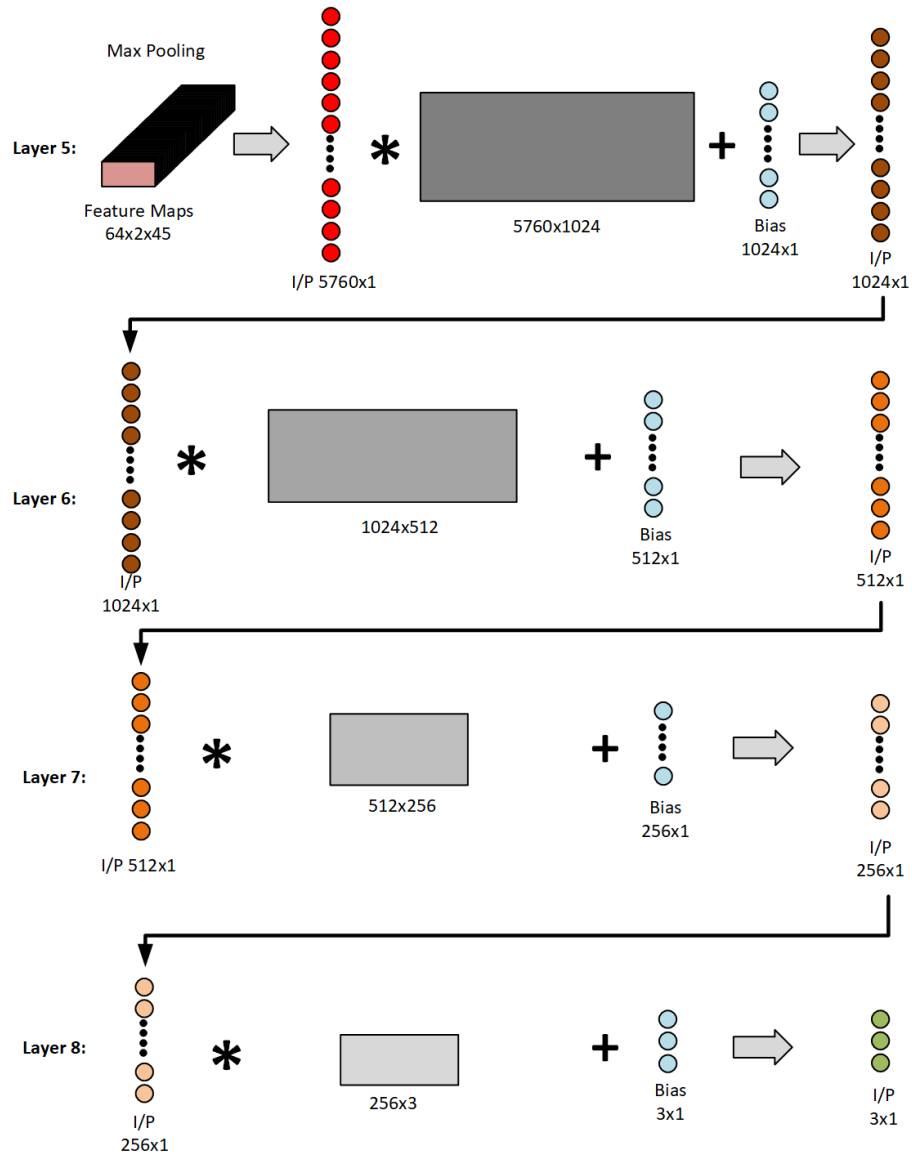 Max Pooling
Layer 5:
Feature Maps
64x2x45
I/P 5760x1
*
5760x1024
+
Bias
1024x1
I/P
1024x1
Layer 6:
I/P
1024x1
*
1024x512
+
Bias
512x1
I/P
512x1
Layer 7:
I/P 512x1
*
512x256
+
Bias
256x1
I/P
256x1
Layer 8:
I/P
256x1
*
256x3
+
Bias
3x1
I/P
3x1